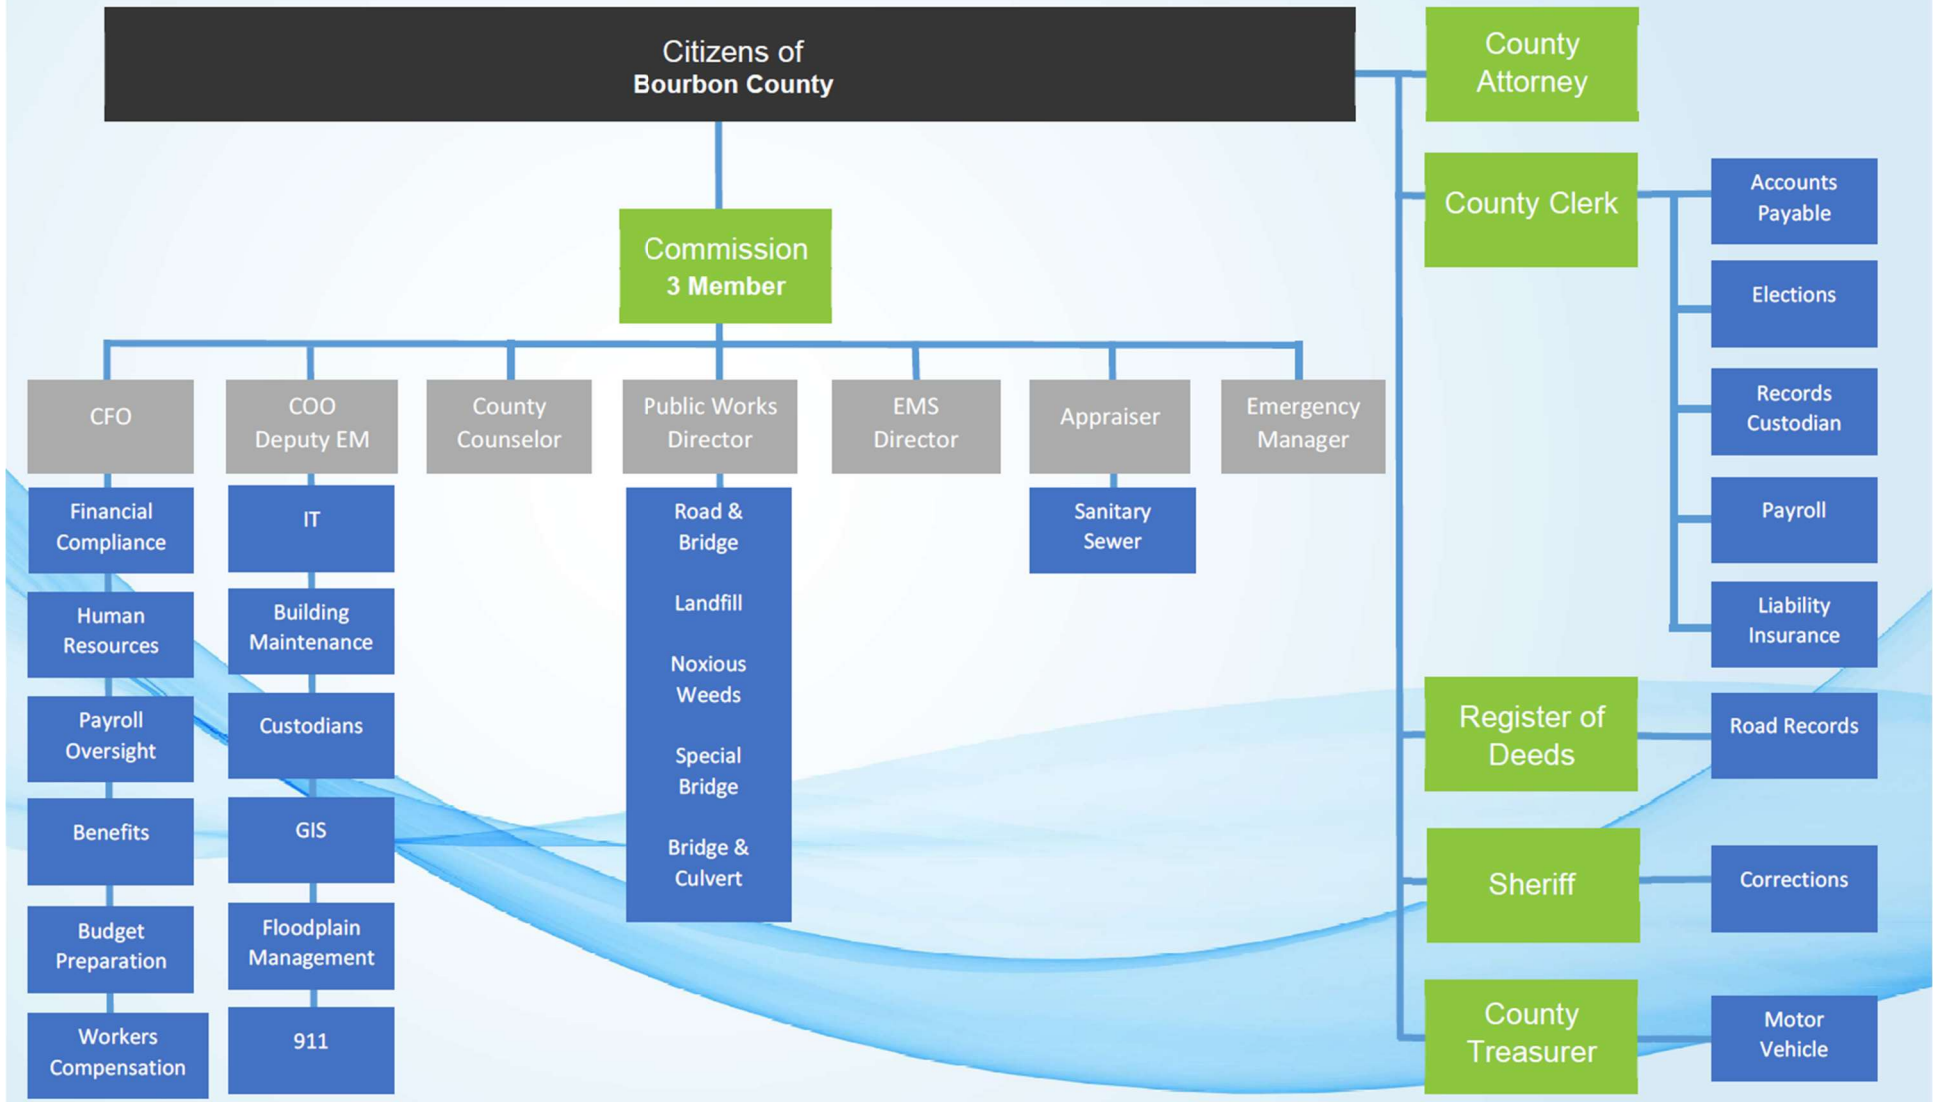 Citizens of
Bourbon County
County
Attorney
County Clerk
Accounts
Payable
Elections
Records
Custodian
Payroll
Liability
Insurance
Register of
Deeds
Road Records
Sheriff
Corrections
County
Treasurer
Motor
Vehicle
Commission
3 Member
CFO
Financial
Compliance
Human
Resources
Payroll
Oversight
Benefits
Budget
Preparation
Workers
Compensation
COO
Deputy EM
IT
Building
Maintenance
Custodians
GIS
Floodplain
Management
911
County
Counselor
Public Works
Director
Road &
Bridge
Landfill
Noxious
Weeds
Special
Bridge
Bridge &
Culvert
EMS
Director
Appraiser
Sanitary
Sewer
Emergency
Manager